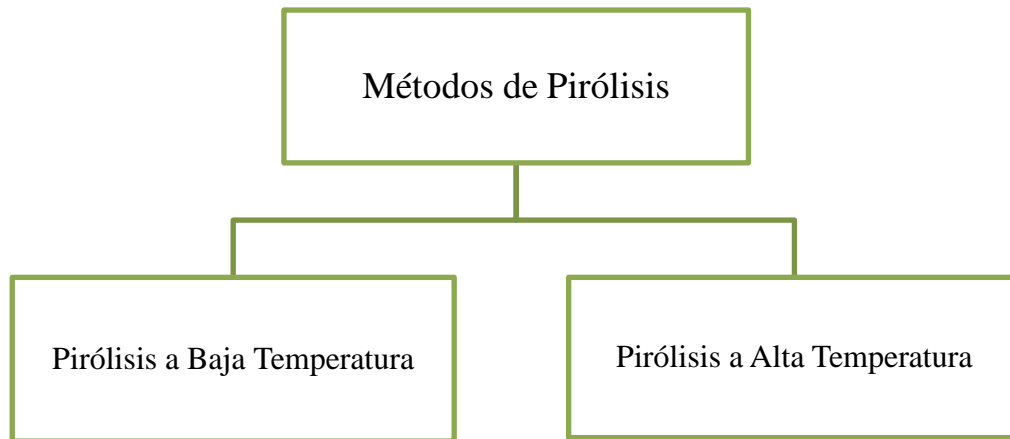 Métodos de Pirólisis
Pirólisis a Baja Temperatura
Pirólisis a Alta Temperatura